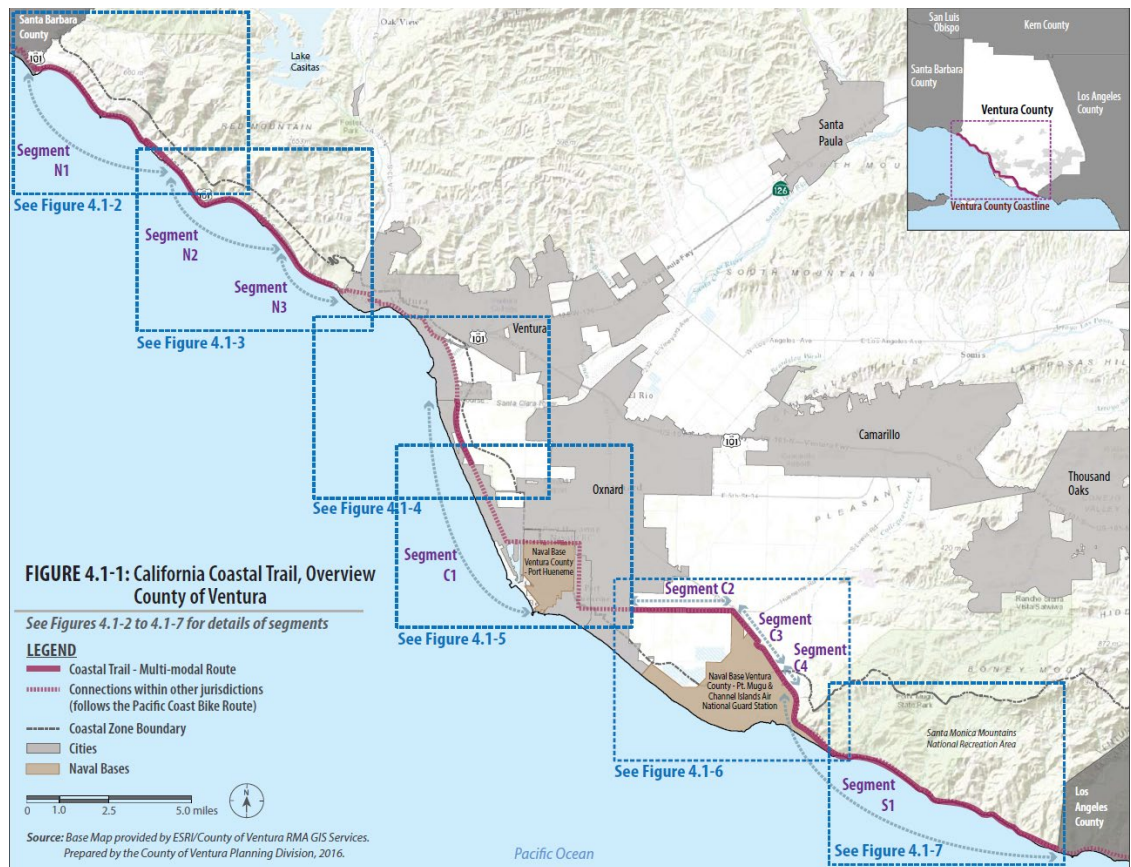 Santa Barbara
County
101
Oak View
Lake
Casitas
RED MOUNTAIN
Segment
N1
See Figure 4.1-2
101
Segment
N2
Segment
N3
See Figure 4.1-3
Santa
Paula
126
SOUTH MOUNTAIN
San Luis
Obispo
Kern County
Santa Barbara
County
Los Angeles
County
Ventura County
Ventura County Coastline
Ventura
101
Santa Clara
El Rio
Somis
See Figure 4.1-4
101
Camarillo
Thousand
Oaks
Oxnard
PLEASANT
Segment
C1
Naval Base
Ventura County
- Port Hueneme
See Figure 4.1-5
Segment C2
Segment
C3
Segment
C4
Naval Base Ventura
County - Pt. Mugu &
Channel Islands Air
National Guard Station
See Figure 4.1-6
BONEY MOUNTAIN
Santa Monica Mountains
National Recreation Area
Segment
S1
Los
Angeles
County
See Figure 4.1-7
Pacific Ocean
FIGURE 4.1-1: California Coastal Trail, Overview
County of Ventura
See Figures 4.1-2 to 4.1-7 for details of segments
LEGEND
Coastal Trail - Multi-modal Route
Connections within other jurisdictions
(follows the Pacific Coast Bike Route)
Coastal Zone Boundary
Cities
Naval Bases
0 1.0 2.5 5.0 miles
N
Source: Base Map provided by ESRI/County of Ventura RMA GIS Services.
Prepared by the County of Ventura Planning Division, 2016.